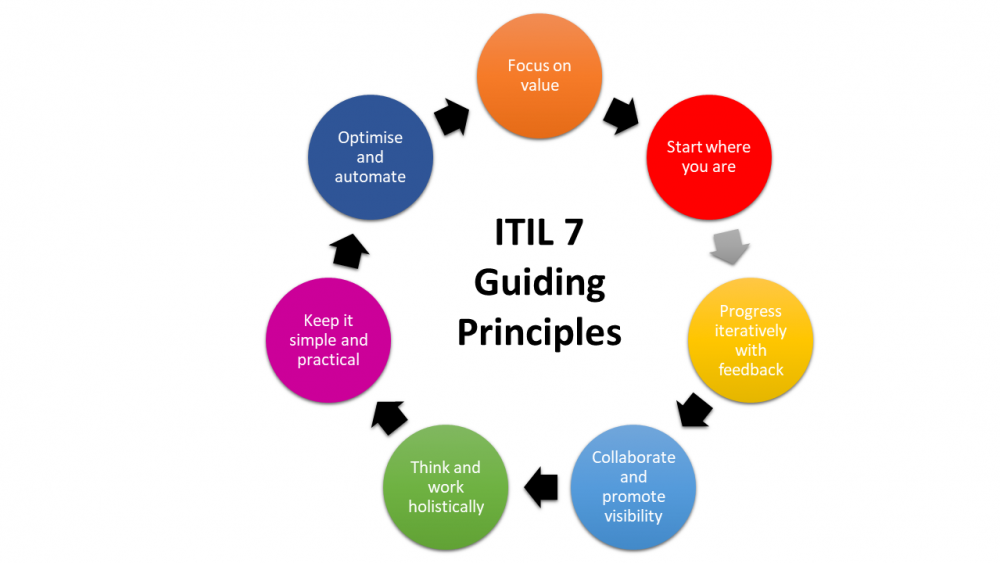 ITIL 7
Guiding
Principles
Focus on
value
Start where
you are
Progress
iteratively
with
feedback
Collaborate
and
promote
visibility
Think and
work
holistically
Keep it
simple and
practical
Optimise
and
automate